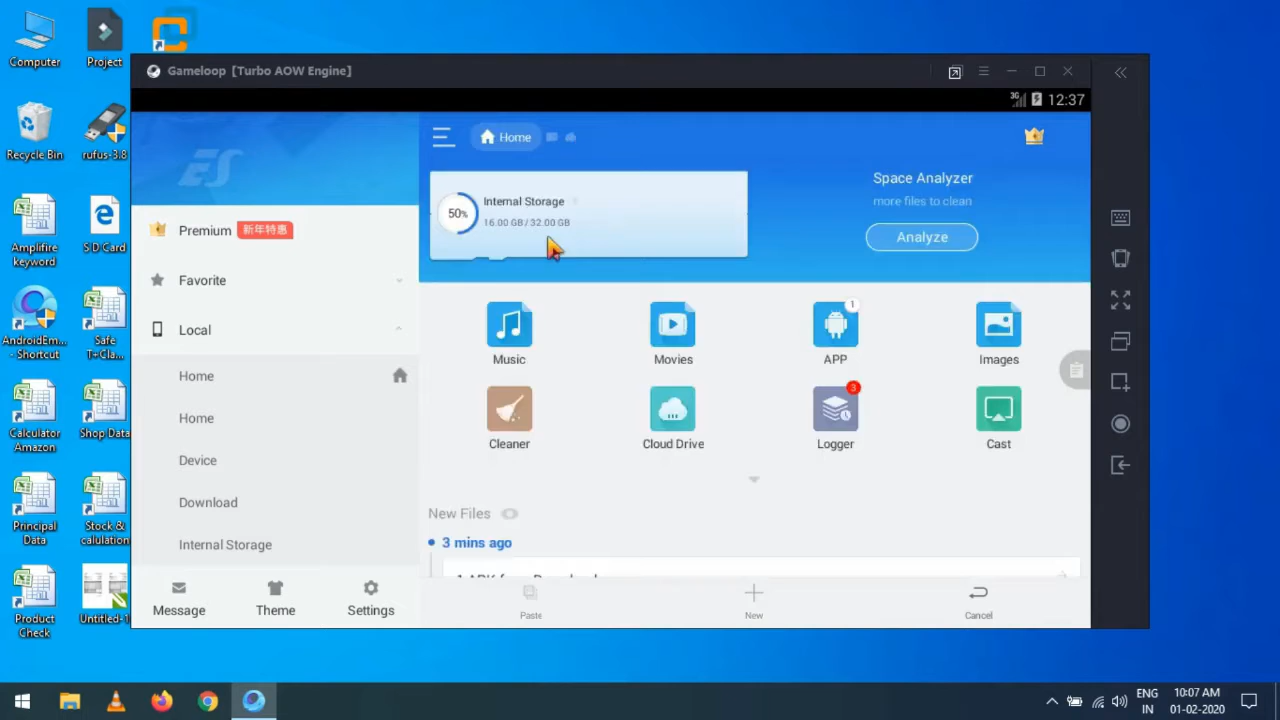 Computer
Project
Recycle Bin
rufus-3.8
Amplifire
keyword
S D Card
AndroidEm...
- Shortcut
Safe
T+Cla...
Calculator
Amazon
Shop Data
Principal
Data
Stock &
calulation
Product
Check
Untitled-1
Gameloop [Turbo AOW Engine]
3G
12:37
ES
Premium 新年特惠
Favorite
Local
Home
Home
Device
Download
Internal Storage
Message
Theme
Settings
Home
50%
Internal Storage
16.00 GB / 32.00 GB
Space Analyzer
more files to clean
Analyze
Music
Movies
1
APP
Images
Cleaner
Cloud Drive
3
Logger
Cast
New Files
3 mins ago
Paste
New
Cancel
ENG
IN
10:07 AM
01-02-2020